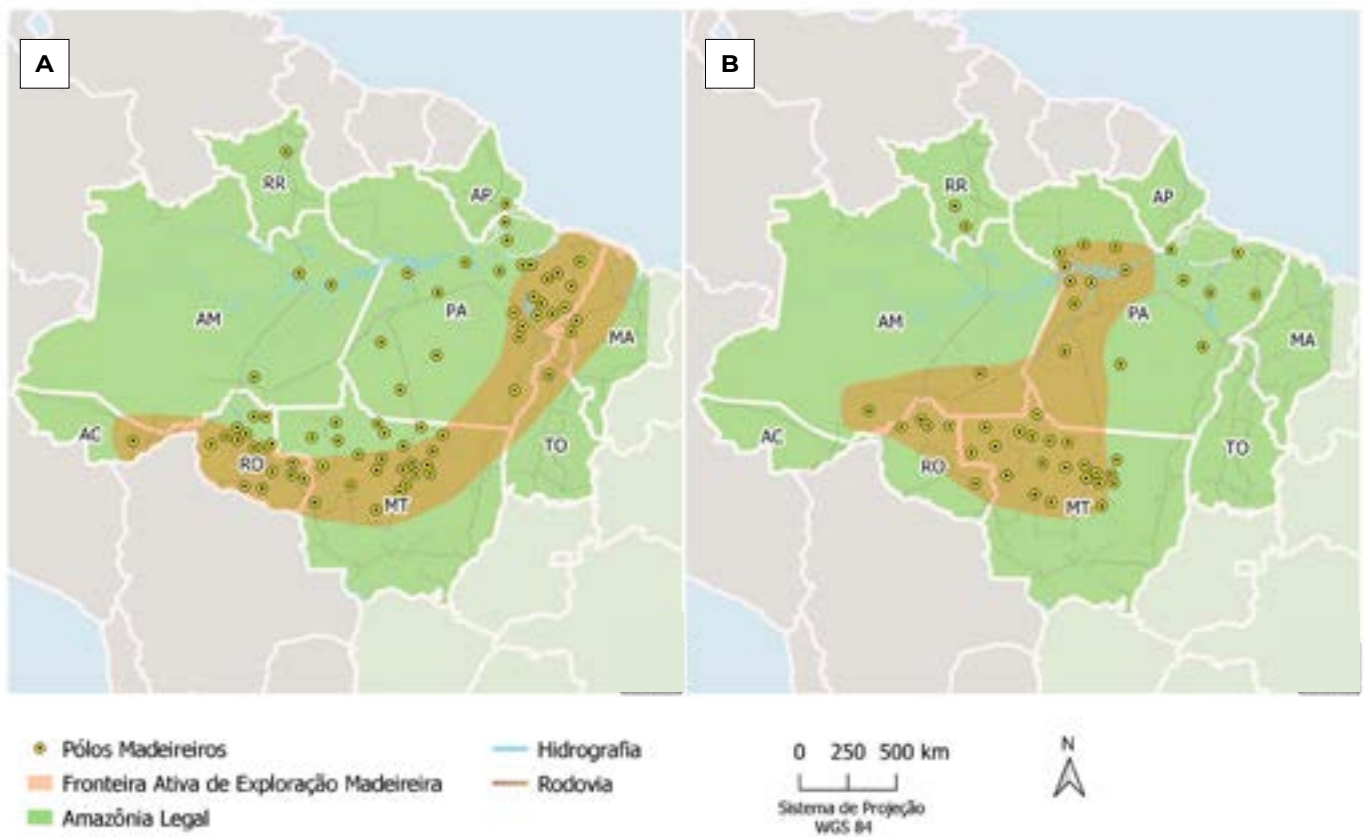 A
RR
AP
AM
PA
MA
AC
RO
TO
MT
B
RR
AP
AM
PA
MA
AC
RO
TO
MT
Pólos Madeireiros
Fronteira Ativa de Exploração Madeireira
Amazônia Legal
Hidrografia
Rodovia
0 250 500 km
Sistema de Projeção
WGS 84
N